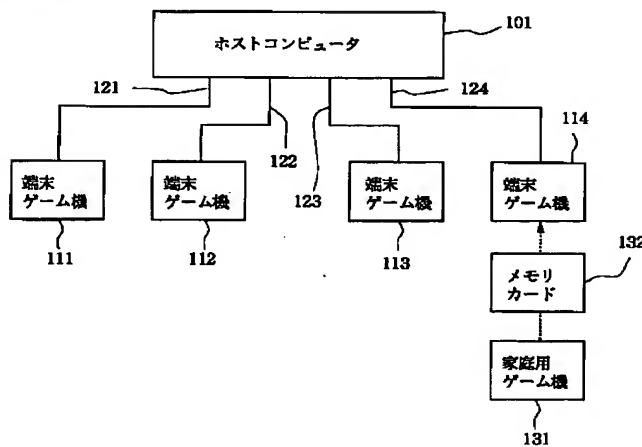 ホストコンピュータ
101
121
122
123
124
114
端末
ゲーム機
端末
ゲーム機
端末
ゲーム機
端末
ゲーム機
111
112
113
132
メモリ
カード
家庭用
ゲーム機
131